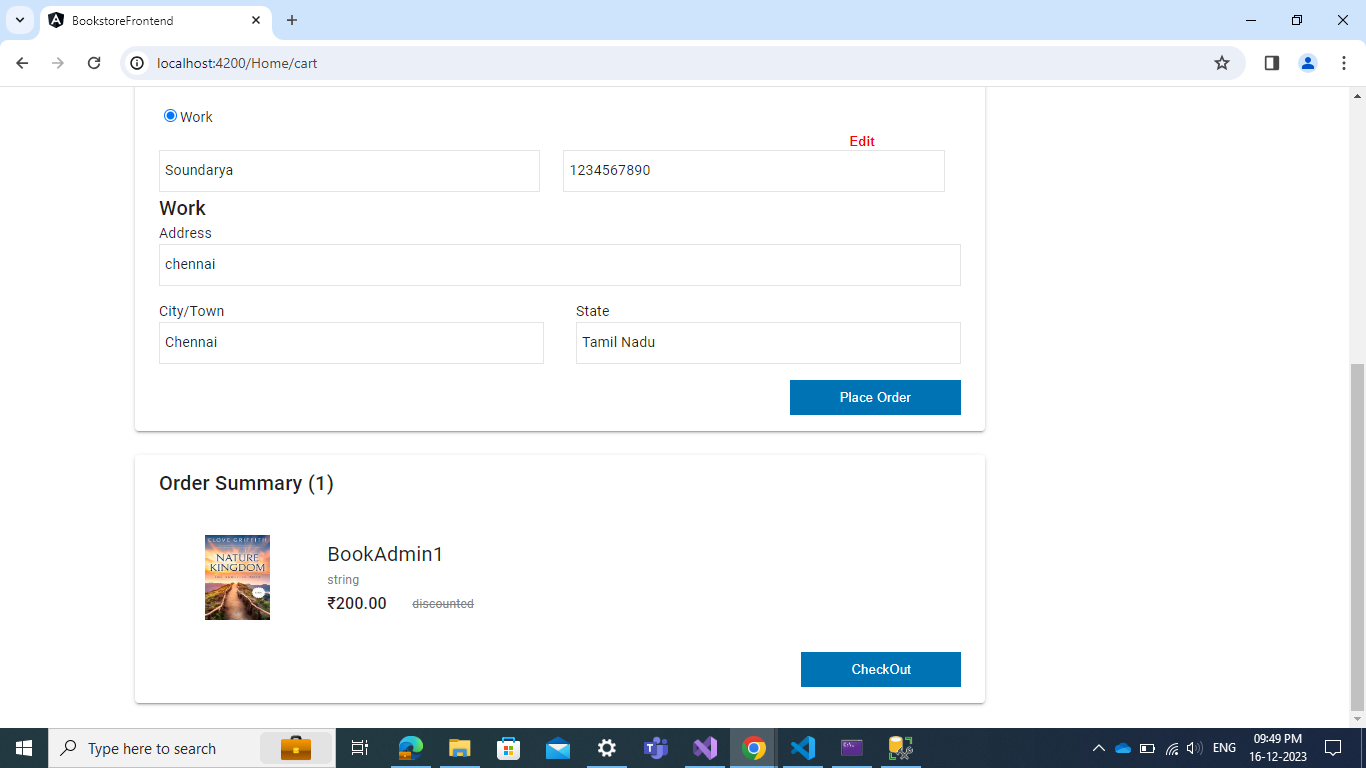 BookstoreFrontend
localhost:4200/Home/cart
Work
Edit
Soundarya
1234567890
Work
Address
chennai
City/Town
State
Chennai
Tamil Nadu
Place Order
Order Summary (1)
CLOVE GRIFFITH
NATURE
KINGDOM
BookAdmin1
string
₹200.00 discounted
CheckOut
Type here to search
ENG
09:49 PM
16-12-2023